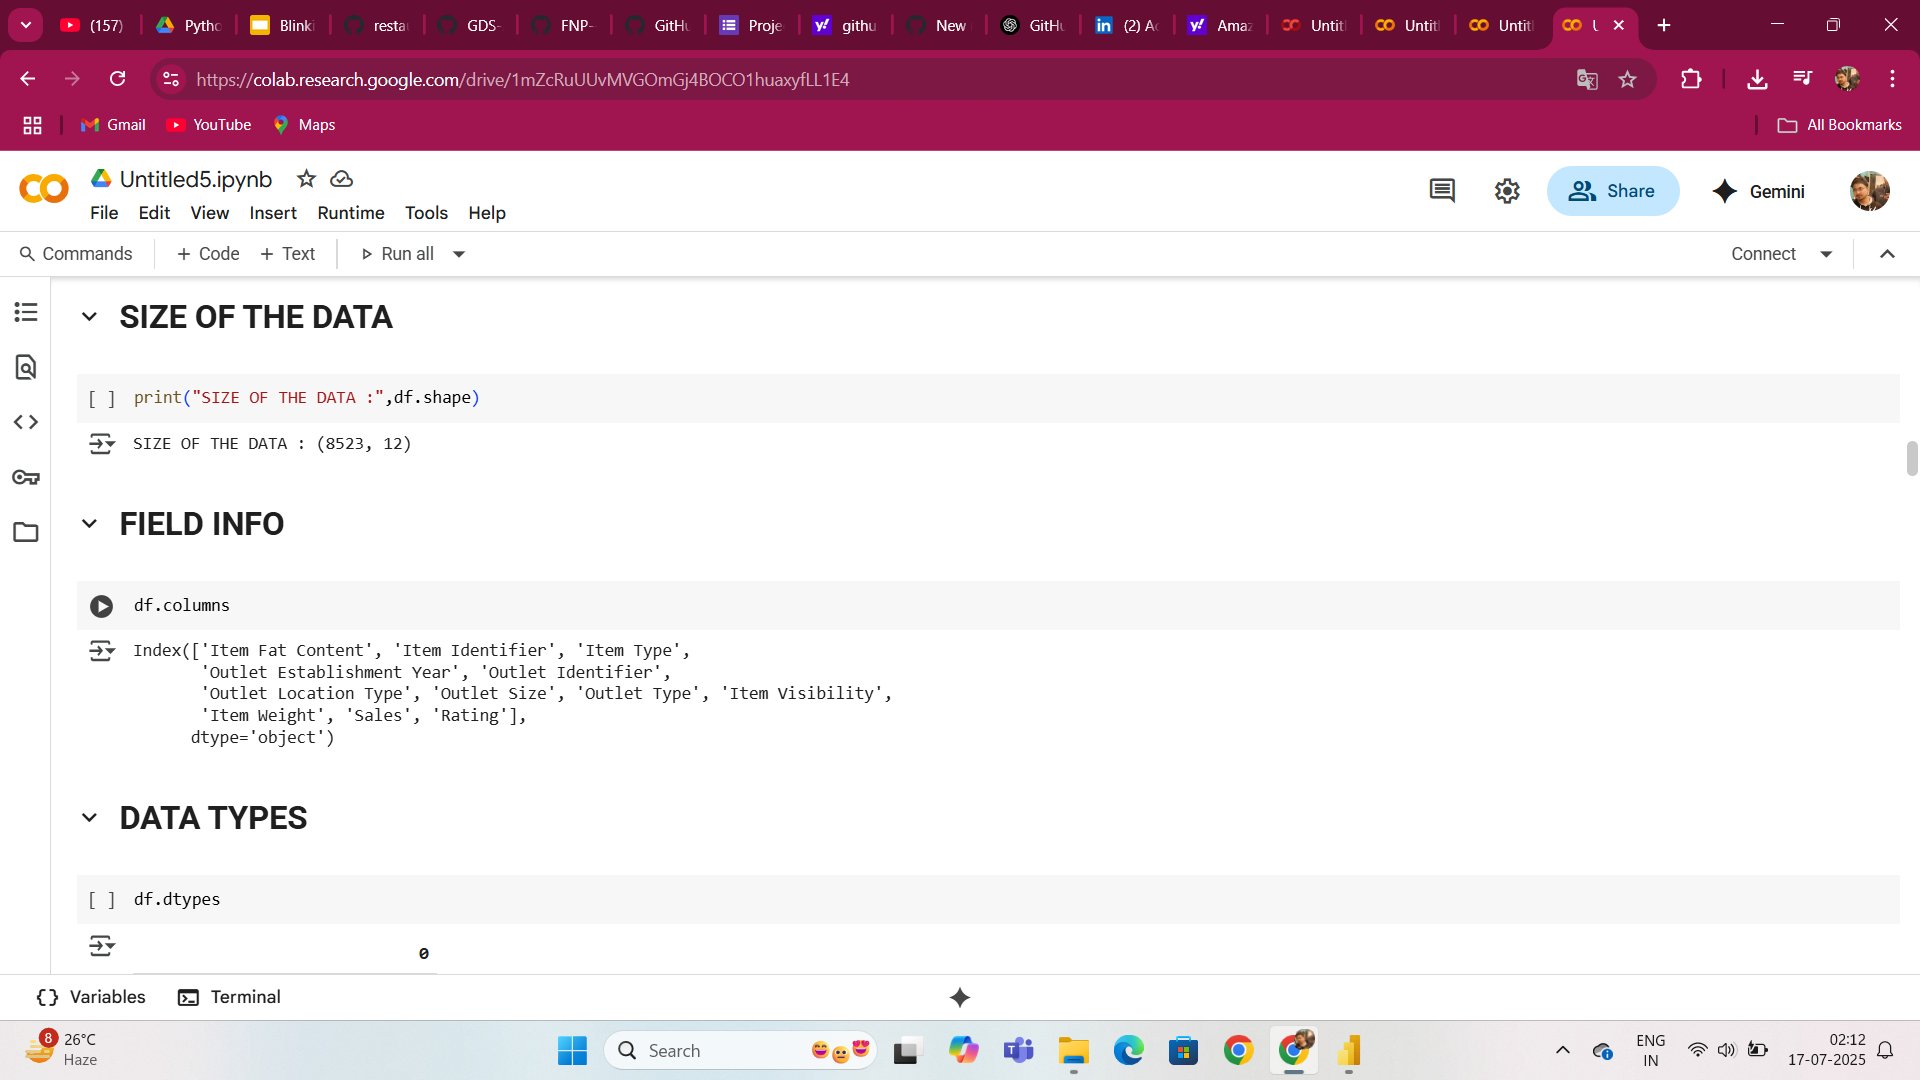 (157)
Pytho
Blinki
resta
GDS-
FNP-
GitHu
Proje
githu
New
GitHu
(2) Ac
Amaz
Untitl
Untitl
Untitl
https://colab.research.google.com/drive/1mZcRuUUvMVGOmGj4BOCO1huaxyfLL1E4
Gmail
YouTube
Maps
All Bookmarks
Untitled5.ipynb
File Edit View Insert Runtime Tools Help
Share
Gemini
Commands
+ Code
+ Text
Run all
Connect
SIZE OF THE DATA
[ ] print("SIZE OF THE DATA :",df.shape)
SIZE OF THE DATA : (8523, 12)
FIELD INFO
df.columns
Index(['Item Fat Content', 'Item Identifier', 'Item Type',
'Outlet Establishment Year', 'Outlet Identifier',
'Outlet Location Type', 'Outlet Size', 'Outlet Type', 'Item Visibility',
'Item Weight', 'Sales', 'Rating'],
dtype='object')
DATA TYPES
[ ] df.dtypes
0
Variables
Terminal
8
26°C
Haze
Search
ENG
IN
02:12
17-07-2025